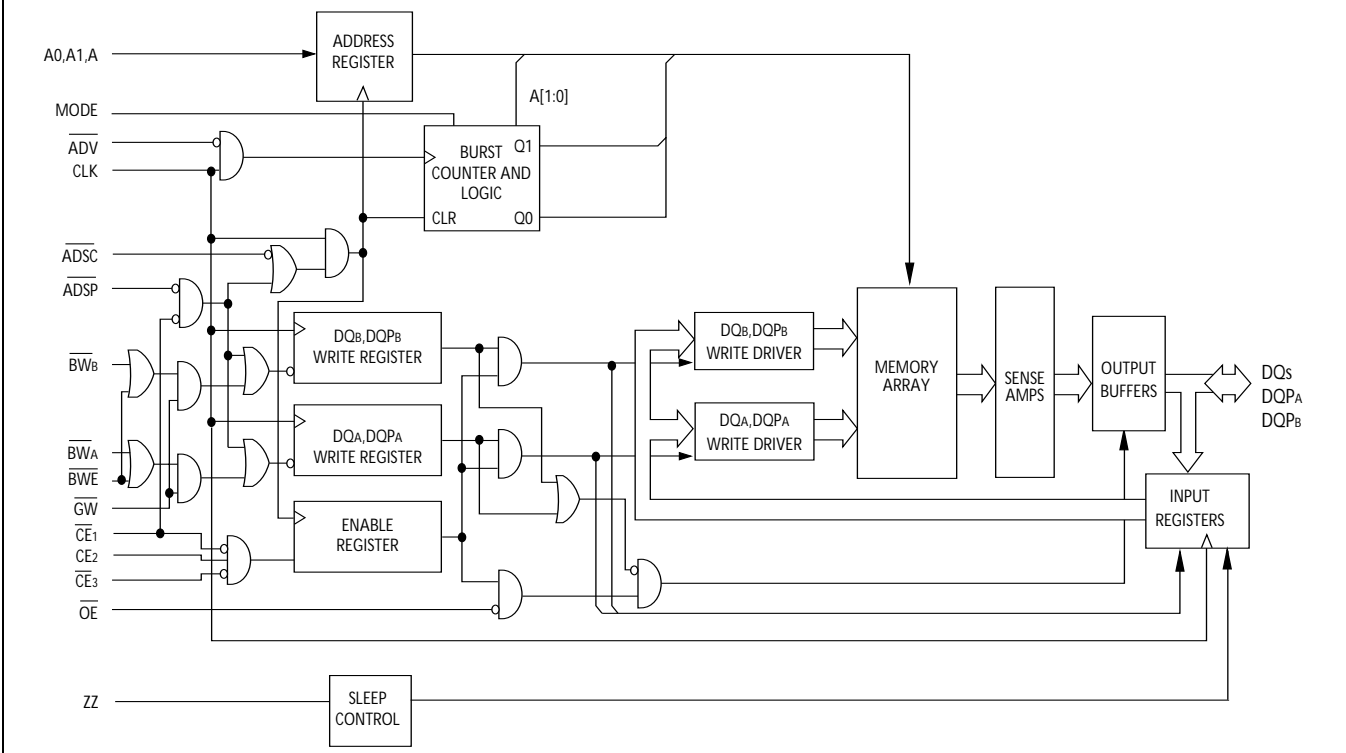 A0,A1,A
ADDRESS
REGISTER
A[1:0]
MODE
ADV
CLK
BURST
COUNTER AND
LOGIC
Q1
CLR
Q0
ADSC
ADSP
DQB,DQPB
WRITE REGISTER
DQB,DQPB
WRITE DRIVER
MEMORY
ARRAY
SENSE
AMPS
OUTPUT
BUFFERS
DQs
DQPA
DQPB
BWB
DQA,DQPA
WRITE REGISTER
DQA,DQPA
WRITE DRIVER
BWA
BWE
GW
CE1
CE2
CE3
ENABLE
REGISTER
INPUT
REGISTERS
OE
ZZ
SLEEP
CONTROL